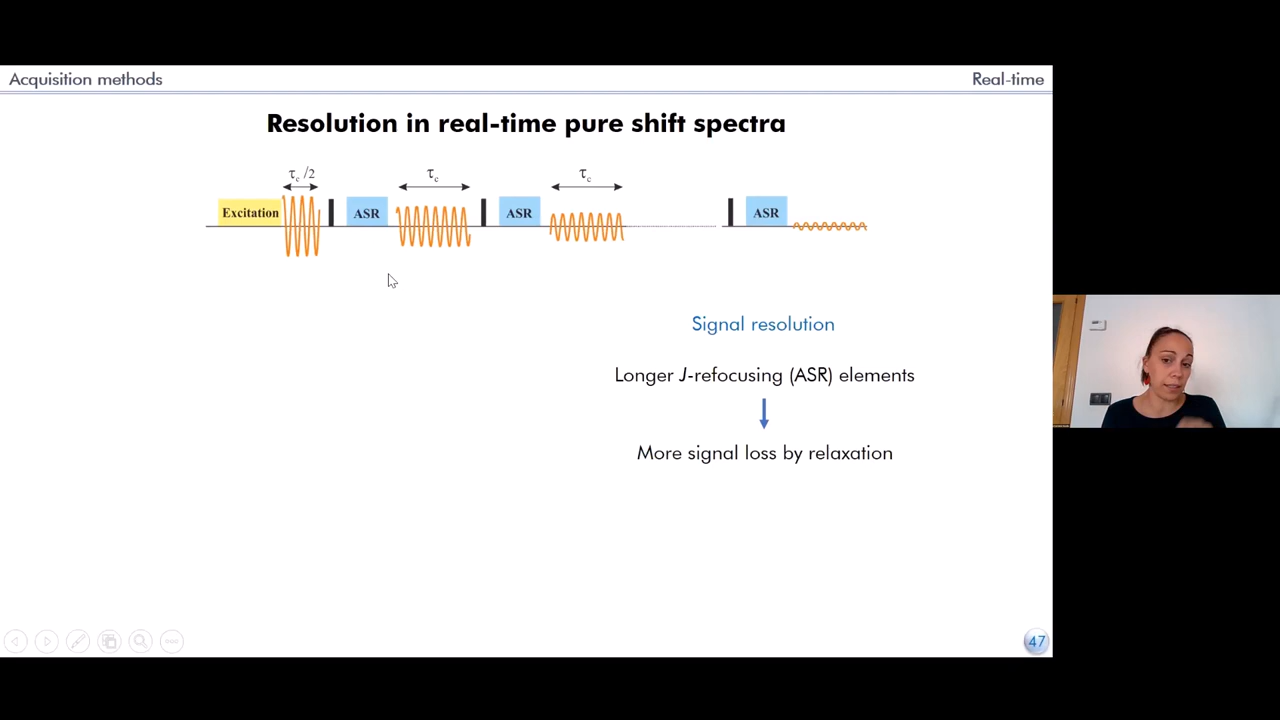 Acquisition methods
Real-time
Resolution in real-time pure shift spectra
τc /2
τc
τc
Excitation
ASR
ASR
ASR
Signal resolution
Longer J-refocusing (ASR) elements
More signal loss by relaxation
47